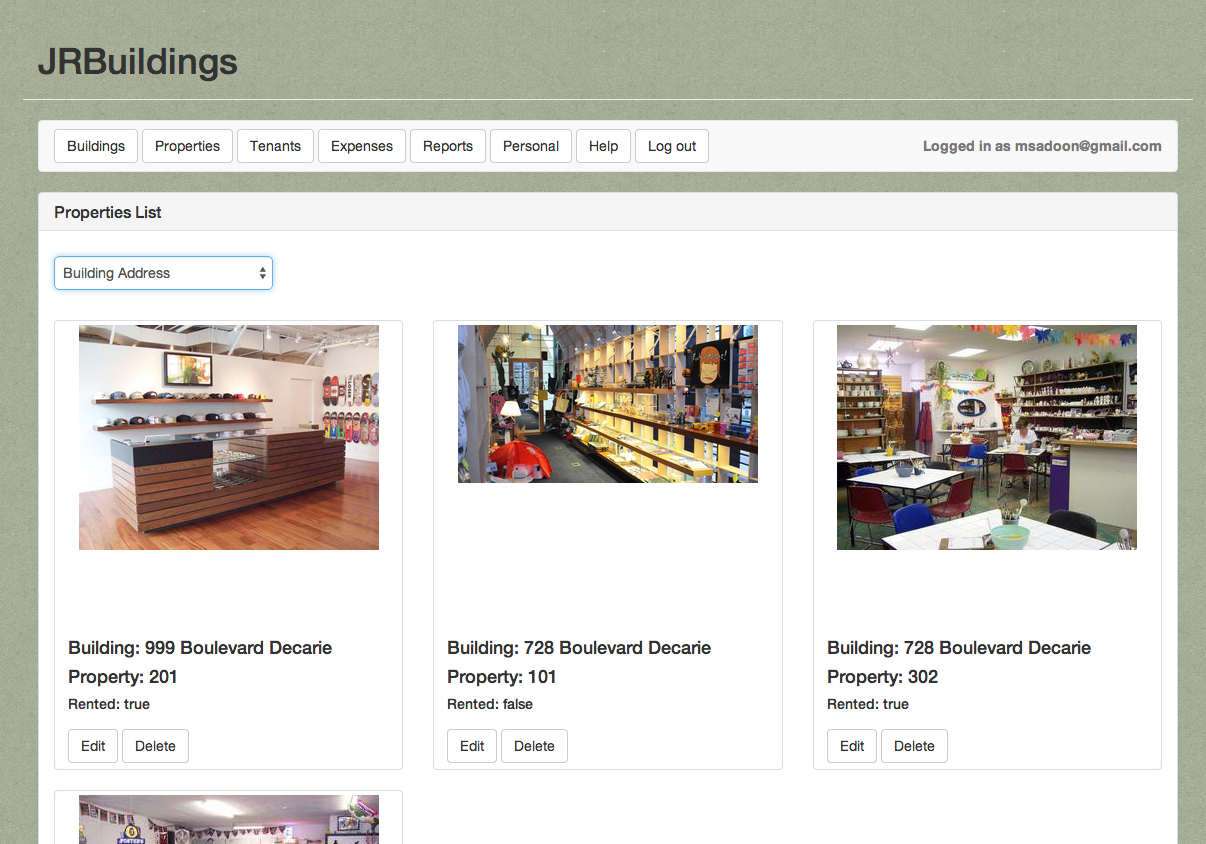 JRBuildings
Buildings Properties Tenants Expenses Reports Personal Help Log out Logged in as msadoon@gmail.com
Properties List
Building Address
Building: 999 Boulevard Decarie
Property: 201
Rented: true
Edit Delete
Building: 728 Boulevard Decarie
Property: 101
Rented: false
Edit Delete
Building: 728 Boulevard Decarie
Property: 302
Rented: true
Edit Delete